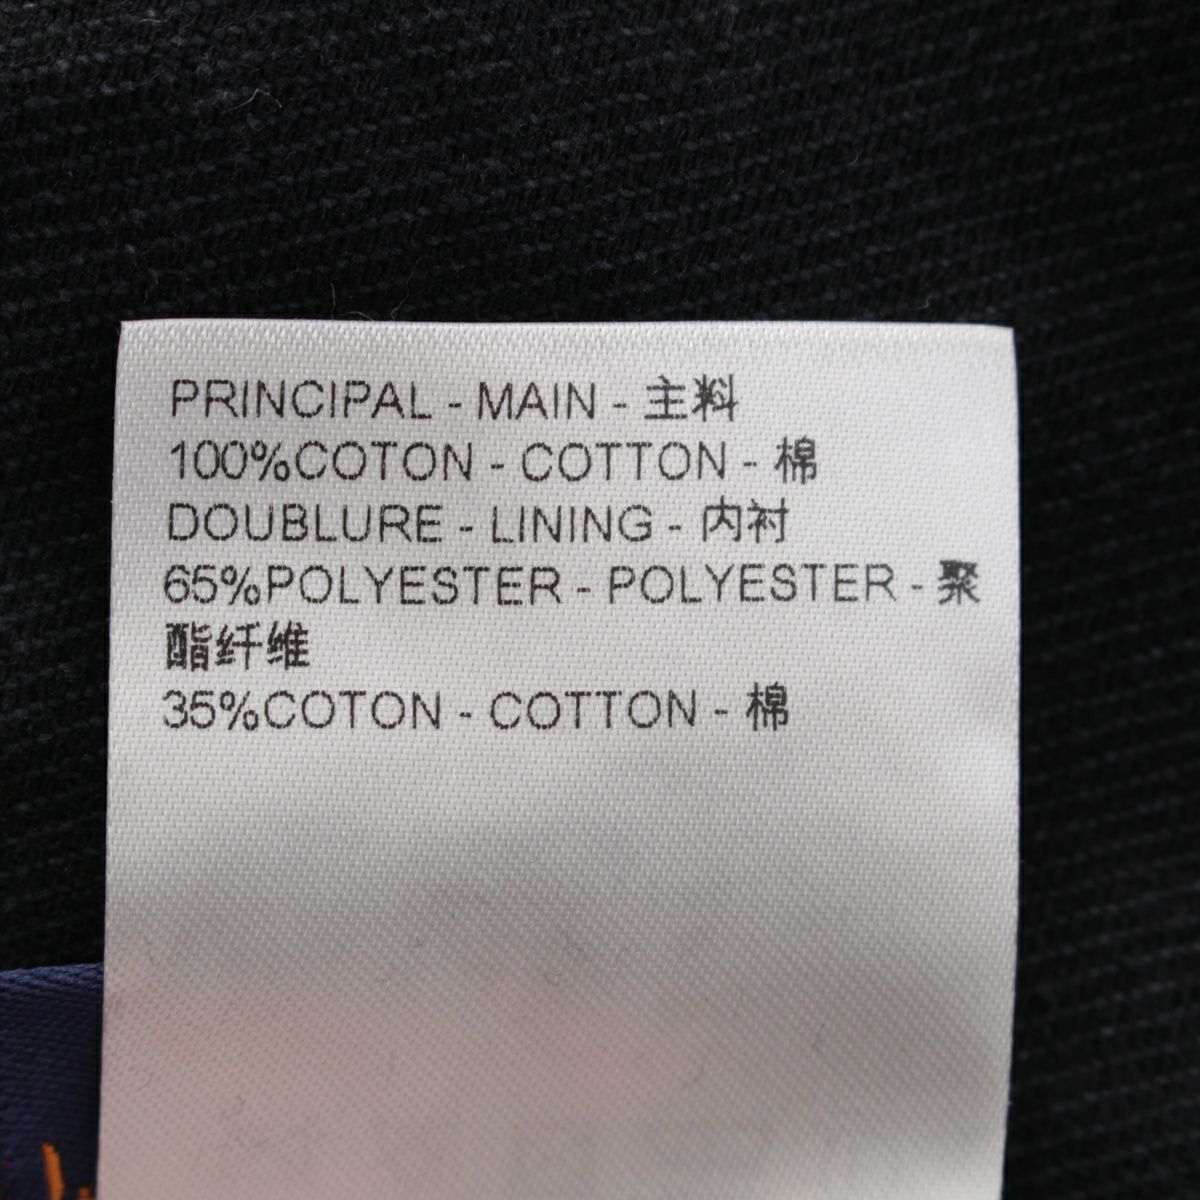 PRINCIPAL - MAIN - 主料
100%COTON - COTTON - 棉
DOUBLURE - LINING - 内衬
65%POLYESTER - POLYESTER - 聚
酯纤维
35%COTON - COTTON - 棉